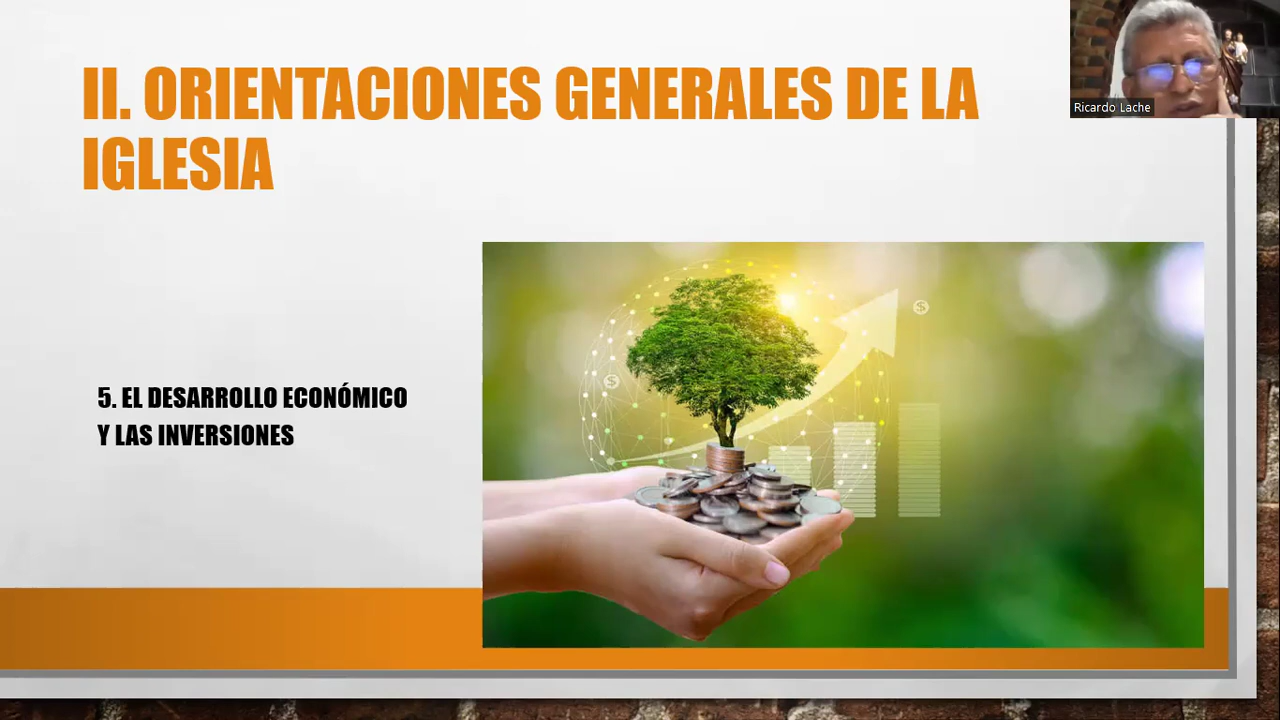 II. ORIENTACIONES GENERALES DE LA
IGLESIA
Ricardo Lache
5. EL DESARROLLO ECONÓMICO
Y LAS INVERSIONES
$
$